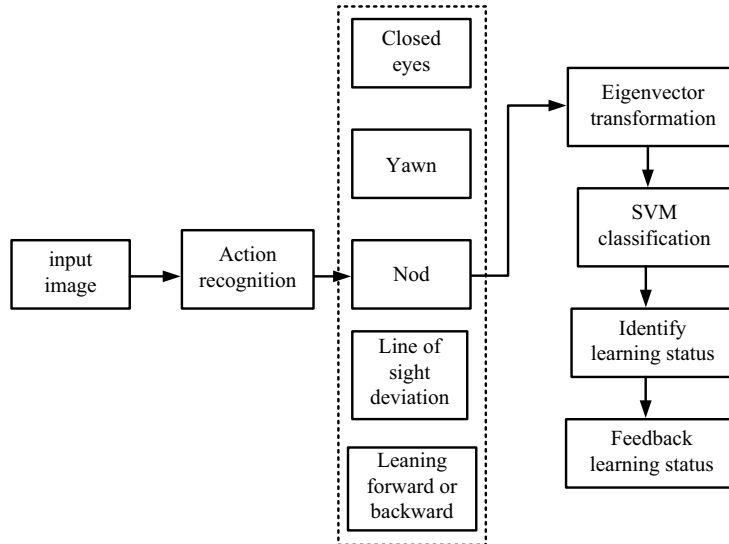 input
image
Action
recognition
Closed
eyes
Yawn
Nod
Line of
sight
deviation
Leaning
forward or
backward
Eigenvector
transformation
SVM
classification
Identify
learning status
Feedback
learning status